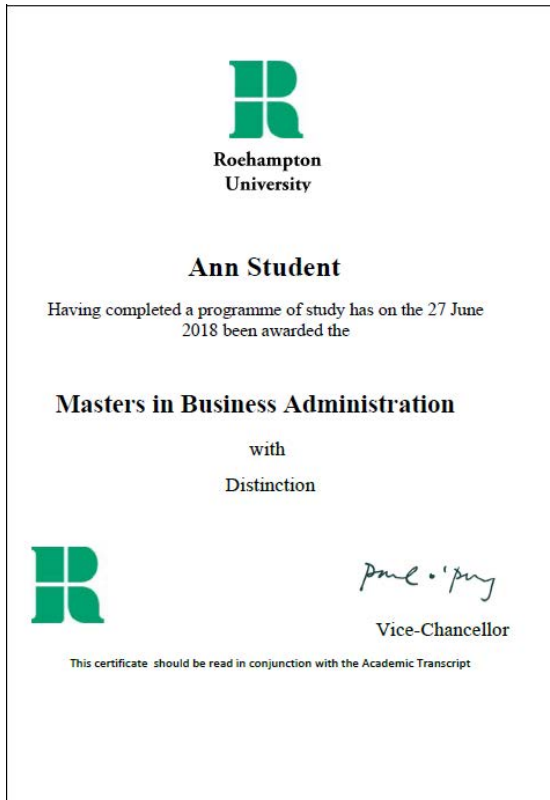 Roehampton
University
Ann Student
Having completed a programme of study has on the 27 June
2018 been awarded the
Masters in Business Administration
with
Distinction
Vice-Chancellor
This certificate should be read in conjunction with the Academic Transcript